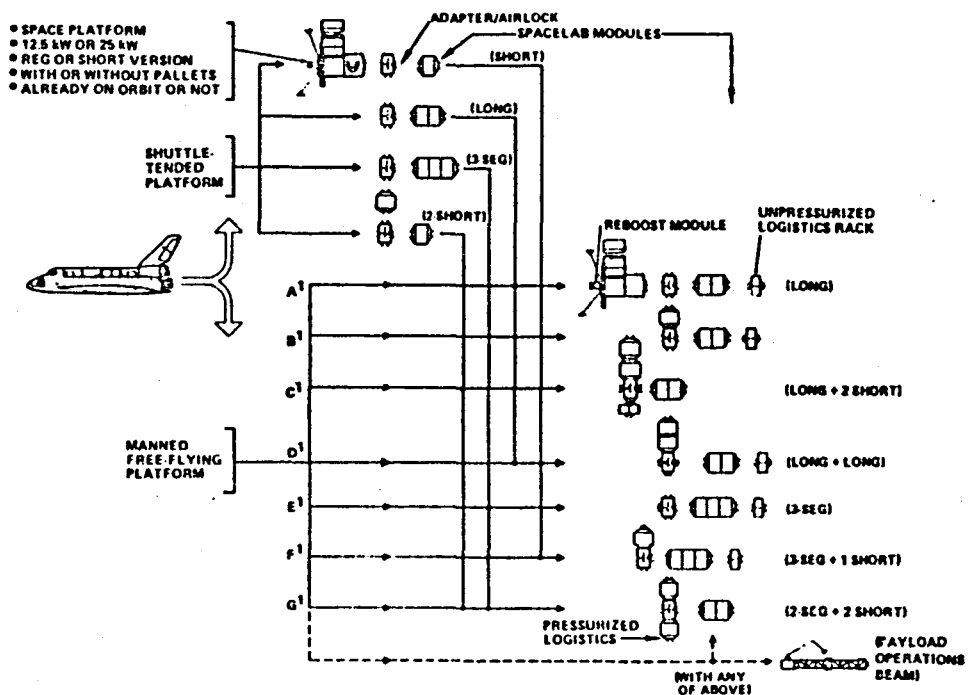 • SPACE PLATFORM
• 12.5 kW OR 25 kW
• REG OR SHORT VERSION
• WITH OR WITHOUT PALLETS
• ALREADY ON ORBIT OR NOT
ADAPTER/AIRLOCK
SPACELAB MODULES
(SHORT)
(LONG)
SHUTTLE-
TENDED
PLATFORM
(3-SEG)
(2-SHORT)
REBOOST MODULE
UNPRESSURIZED
LOGISTICS RACK
A1
(LONG)
B1
C1
(LONG + 2 SHORT)
MANNED
FREE-FLYING
PLATFORM
D1
(LONG + LONG)
E1
(3-SEG)
F1
(3-SEG + 1 SHORT)
G1
(2-SEG + 2 SHORT)
PRESSURIZED
LOGISTICS
(WITH ANY
OF ABOVE)
(PAYLOAD
OPERATIONS
BEAM)